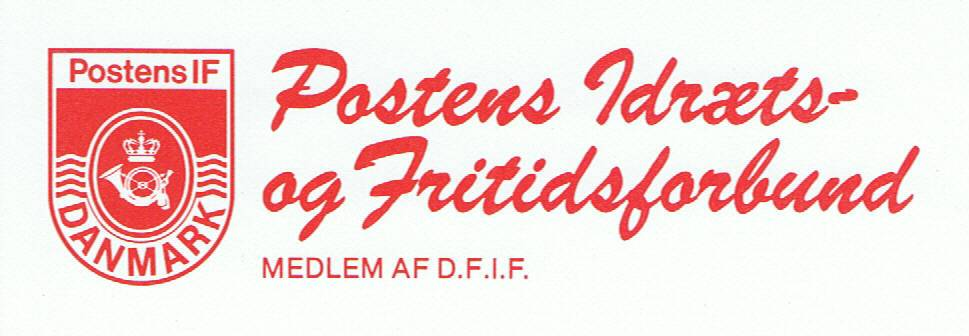 Postens IF
DANMARK
Postens Idræts-
og Fritidsforbund
MEDLEM AF D.F.I.F.